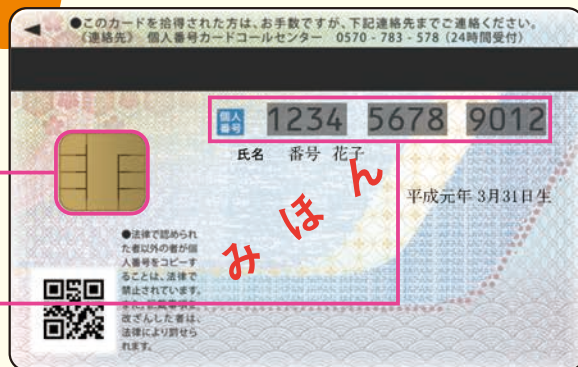 ●このカードを拾得された方は、お手数ですが、下記連絡先までご連絡ください。
《連絡先》 個人番号カードコールセンター 0570-783-578（24時間受付）
個人番号 1234 5678 9012
氏名 番号 花子
平成元年 3月31日生
みほん
●法律で認められ
た者以外の者が個
人番号をコピーす
ることは、法律で
禁止されています。
また、記載事項を
改ざんした者は、
法律により罰せら
れます。